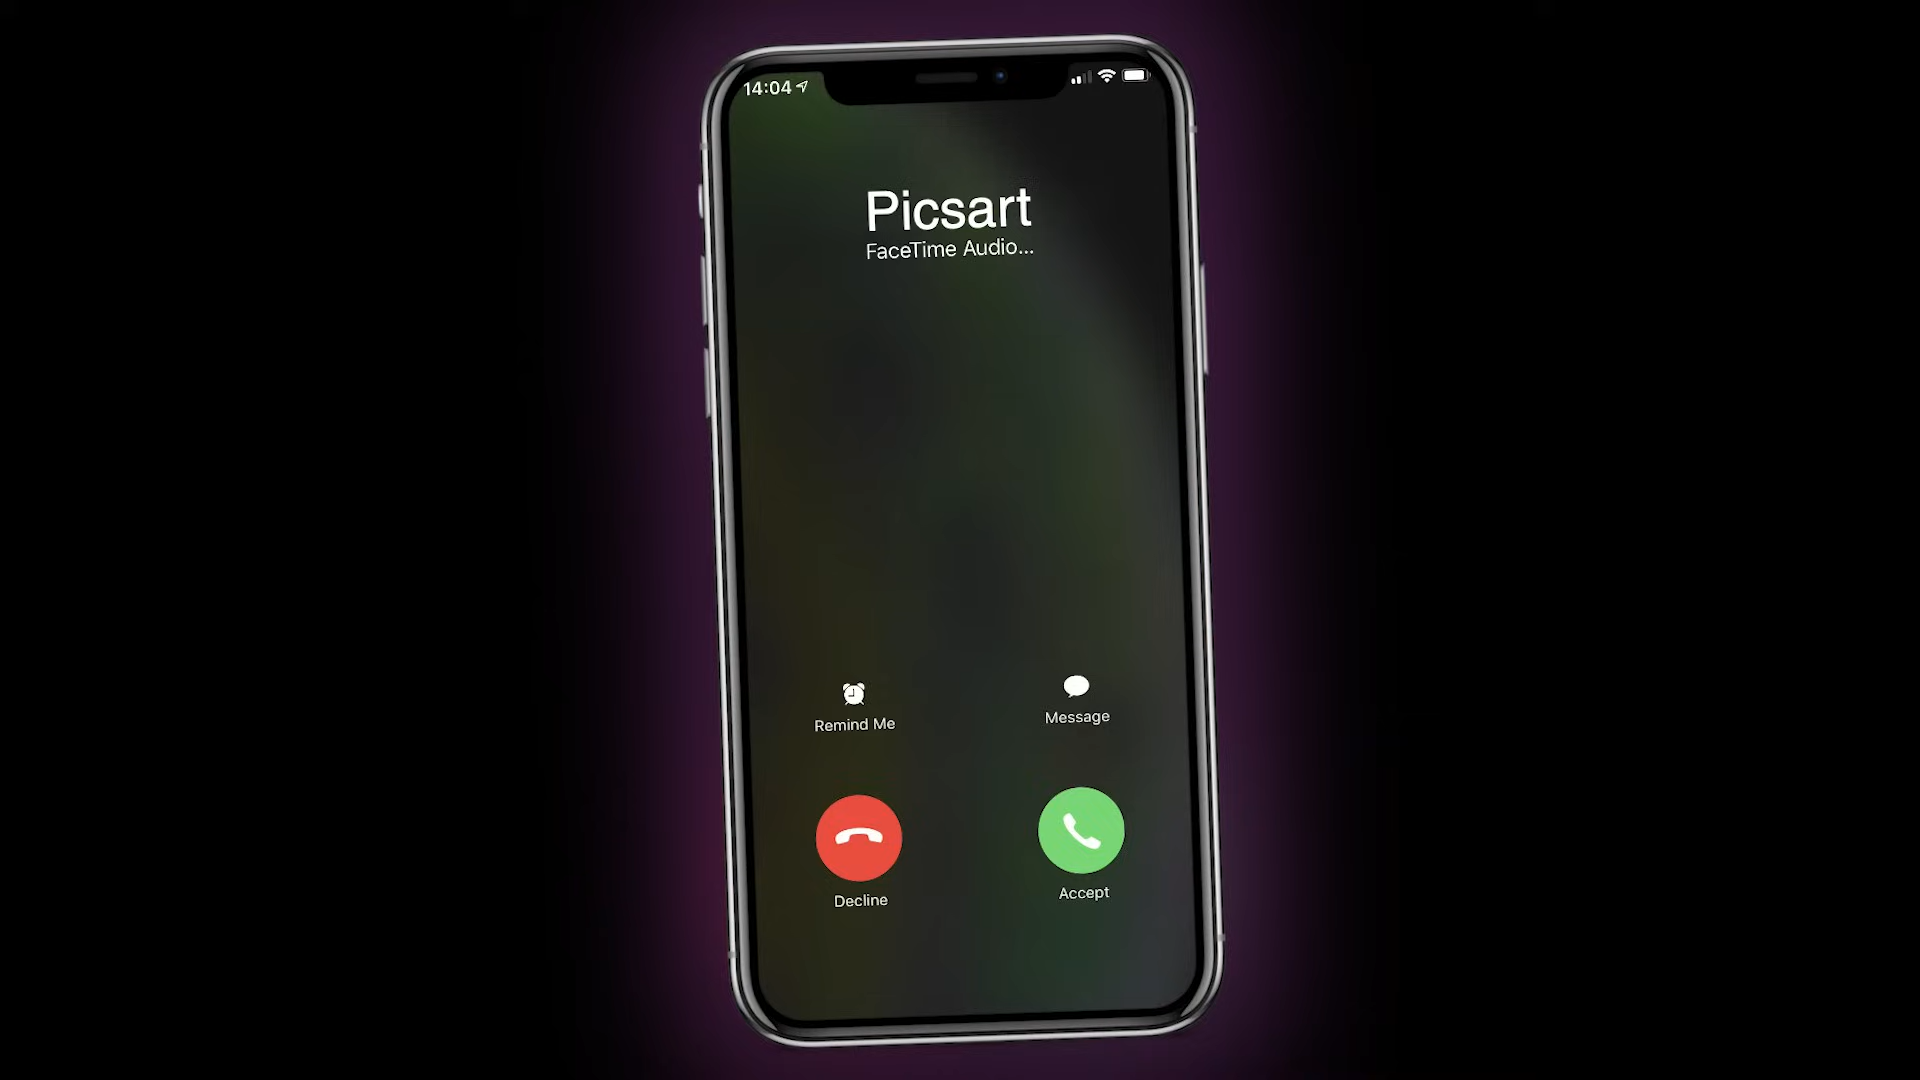 14:04
Picsart
FaceTime Audio...
Remind Me
Message
Decline
Accept